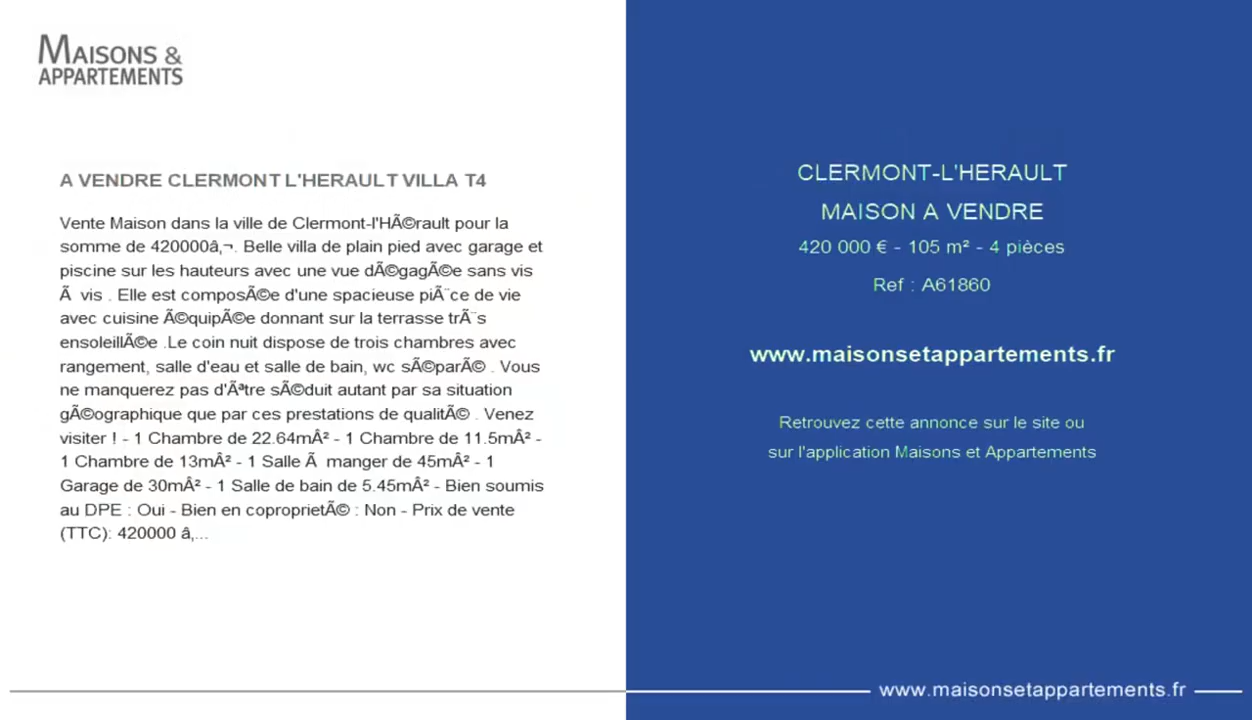 MAISONS &
APPARTEMENTS
A VENDRE CLERMONT L'HERAULT VILLA T4
Vente Maison dans la ville de Clermont-l'HÃ©rault pour la
somme de 420000â‚¬. Belle villa de plain pied avec garage et
piscine sur les hauteurs avec une vue dÃ©gagÃ©e sans vis
Ã  vis . Elle est composÃ©e d'une spacieuse piÃ¨ce de vie
avec cuisine Ã©quipÃ©e donnant sur la terrasse trÃ¨s
ensoleillÃ©e .Le coin nuit dispose de trois chambres avec
rangement, salle d'eau et salle de bain, wc sÃ©parÃ© . Vous
ne manquerez pas d'Ãªtre sÃ©duit autant par sa situation
gÃ©ographique que par ces prestations de qualitÃ© . Venez
visiter ! - 1 Chambre de 22.64mÂ² - 1 Chambre de 11.5mÂ² -
1 Chambre de 13mÂ² - 1 Salle Ã  manger de 45mÂ² - 1
Garage de 30mÂ² - 1 Salle de bain de 5.45mÂ² - Bien soumis
au DPE : Oui - Bien en coproprietÃ© : Non - Prix de vente
(TTC): 420000 â‚...
CLERMONT-L'HERAULT
MAISON A VENDRE
420 000 € - 105 m² - 4 pièces
Ref : A61860
www.maisonsetappartements.fr
Retrouvez cette annonce sur le site ou
sur l'application Maisons et Appartements
www.maisonsetappartements.fr